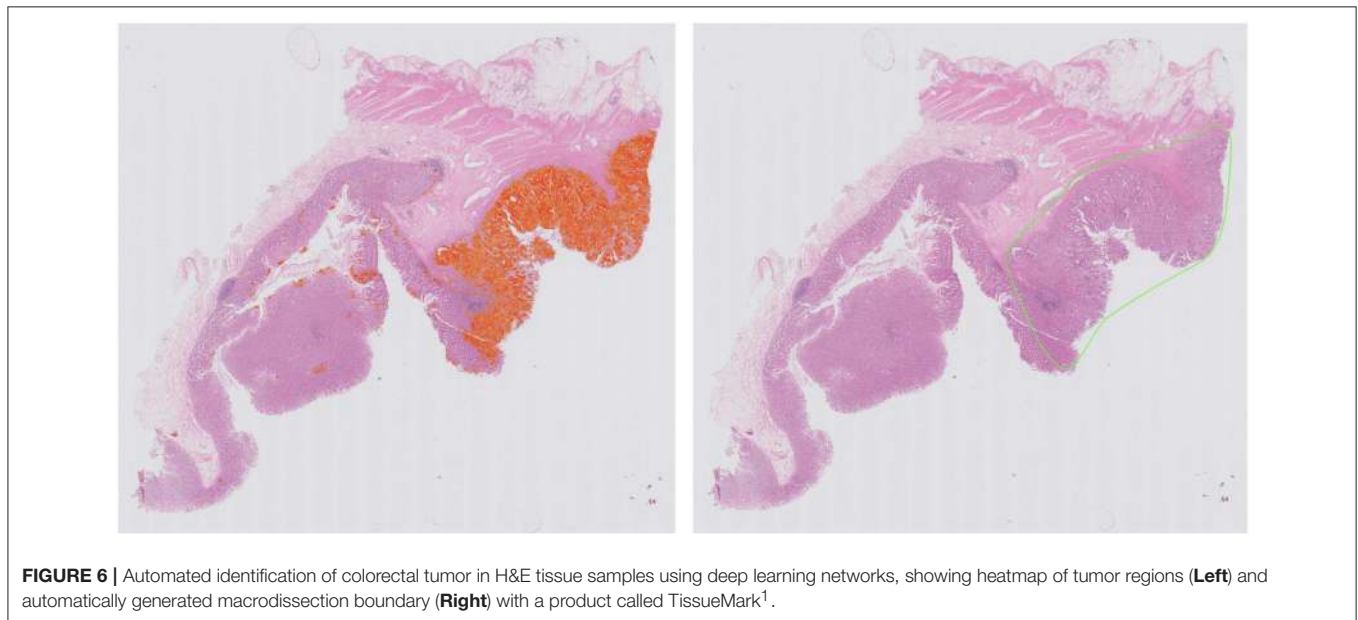 FIGURE 6 | Automated identification of colorectal tumor in H&E tissue samples using deep learning networks, showing heatmap of tumor regions (Left) and
automatically generated macrodissection boundary (Right) with a product called TissueMark¹.